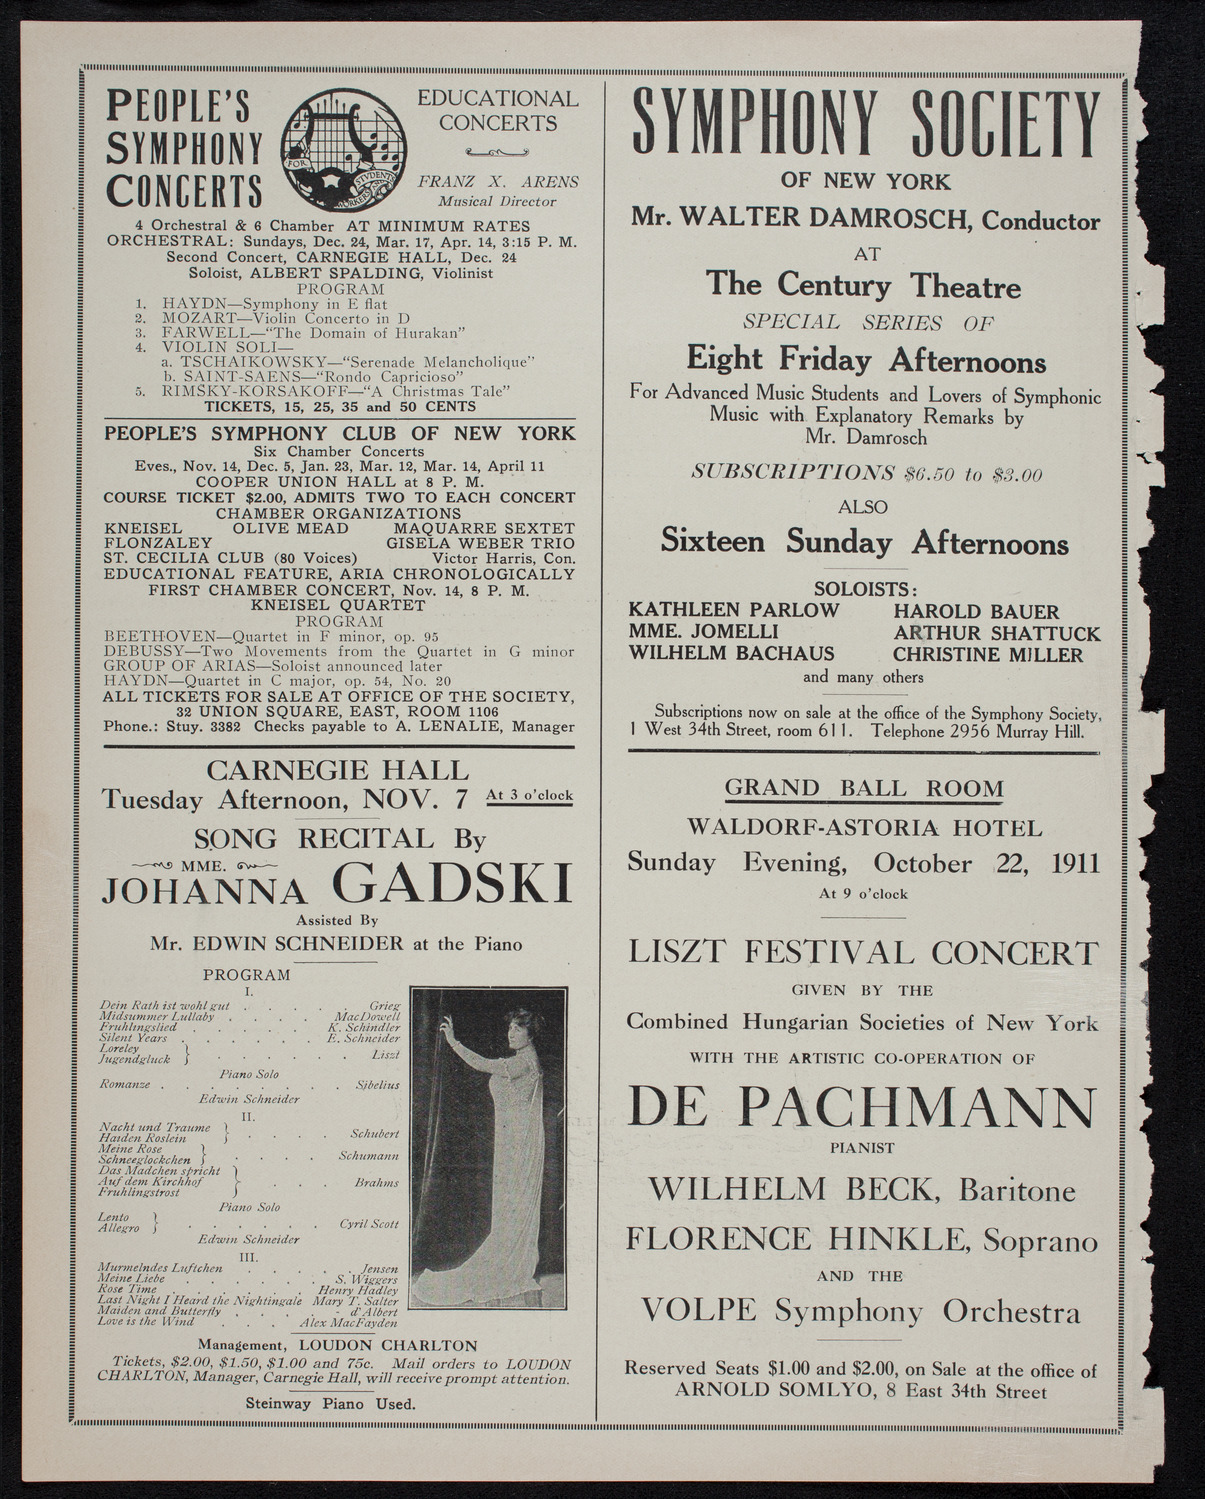 PEOPLE'S
SYMPHONY
CONCERTS
FOR
STUDENTS
AND
WORKERS
EDUCATIONAL
CONCERTS
FRANZ X. ARENS
Musical Director
4 Orchestral & 6 Chamber AT MINIMUM RATES
ORCHESTRAL: Sundays, Dec. 24, Mar. 17, Apr. 14, 3:15 P. M.
Second Concert, CARNEGIE HALL, Dec. 24
Soloist, ALBERT SPALDING, Violinist
PROGRAM
1. HAYDN—Symphony in E flat
2. MOZART—Violin Concerto in D
3. FARWELL—"The Domain of Hurakan"
4. VIOLIN SOLI—
a. TSCHAIKOWSKY—"Serenade Melancholique"
b. SAINT-SAENS—"Rondo Capricioso"
5. RIMSKY-KORSAKOFF—"A Christmas Tale"
TICKETS, 15, 25, 35 and 50 CENTS
PEOPLE'S SYMPHONY CLUB OF NEW YORK
Six Chamber Concerts
Eves., Nov. 14, Dec. 5, Jan. 23, Mar. 12, Mar. 14, April 11
COOPER UNION HALL at 8 P. M.
COURSE TICKET $2.00, ADMITS TWO TO EACH CONCERT
CHAMBER ORGANIZATIONS
KNEISEL OLIVE MEAD MAQUARRE SEXTET
FLONZALEY GISELA WEBER TRIO
ST. CECILIA CLUB (80 Voices) Victor Harris, Con.
EDUCATIONAL FEATURE, ARIA CHRONOLOGICALLY
FIRST CHAMBER CONCERT, Nov. 14, 8 P. M.
KNEISEL QUARTET
PROGRAM
BEETHOVEN—Quartet in F minor, op. 95
DEBUSSY—Two Movements from the Quartet in G minor
GROUP OF ARIAS—Soloist announced later
HAYDN—Quartet in C major, op. 54, No. 20
ALL TICKETS FOR SALE AT OFFICE OF THE SOCIETY,
32 UNION SQUARE, EAST, ROOM 1106
Phone.: Stuy. 3382 Checks payable to A. LENALIE, Manager
CARNEGIE HALL
Tuesday Afternoon, NOV. 7 At 3 o'clock
SONG RECITAL By
MME.
JOHANNA GADSKI
Assisted By
Mr. EDWIN SCHNEIDER at the Piano
PROGRAM
I.
Dein Rath ist wohl gut . . . . . Grieg
Midsummer Lullaby . . . . . MacDowell
Fruhlingslied . . . . . K. Schindler
Silent Years . . . . . E. Schneider
Loreley
Jugendgluck } . . . . . Liszt
Piano Solo
Romanze . . . . . . . . Sibelius
Edwin Schneider
II.
Nacht und Traume
Haiden Roslein } . . . . Schubert
Meine Rose
Schneeglockchen } . . . . Schumann
Das Madchen spricht
Auf dem Kirchhof } . . . Brahms
Fruhlingstrost
Piano Solo
Lento
Allegro } . . . . . . Cyril Scott
Edwin Schneider
III.
Murmelndes Luftchen . . . . . Jensen
Meine Liebe . . . . . . S. Wiggers
Rose Time . . . . . . Henry Hadley
Last Night I Heard the Nightingale Mary T. Salter
Maiden and Butterfly . . . . - d'Albert
Love is the Wind . . . Alex MacFayden
Management, LOUDON CHARLTON
Tickets, $2.00, $1.50, $1.00 and 75c. Mail orders to LOUDON
CHARLTON, Manager, Carnegie Hall, will receive prompt attention.
Steinway Piano Used.
SYMPHONY SOCIETY
OF NEW YORK
Mr. WALTER DAMROSCH, Conductor
AT
The Century Theatre
SPECIAL SERIES OF
Eight Friday Afternoons
For Advanced Music Students and Lovers of Symphonic
Music with Explanatory Remarks by
Mr. Damrosch
SUBSCRIPTIONS $6.50 to $3.00
ALSO
Sixteen Sunday Afternoons
SOLOISTS:
KATHLEEN PARLOW HAROLD BAUER
MME. JOMELLI ARTHUR SHATTUCK
WILHELM BACHAUS CHRISTINE MILLER
and many others
Subscriptions now on sale at the office of the Symphony Society,
1 West 34th Street, room 611. Telephone 2956 Murray Hill.
GRAND BALL ROOM
WALDORF-ASTORIA HOTEL
Sunday Evening, October 22, 1911
At 9 o'clock
LISZT FESTIVAL CONCERT
GIVEN BY THE
Combined Hungarian Societies of New York
WITH THE ARTISTIC CO-OPERATION OF
DE PACHMANN
PIANIST
WILHELM BECK, Baritone
FLORENCE HINKLE, Soprano
AND THE
VOLPE Symphony Orchestra
Reserved Seats $1.00 and $2.00, on Sale at the office of
ARNOLD SOMLYO, 8 East 34th Street